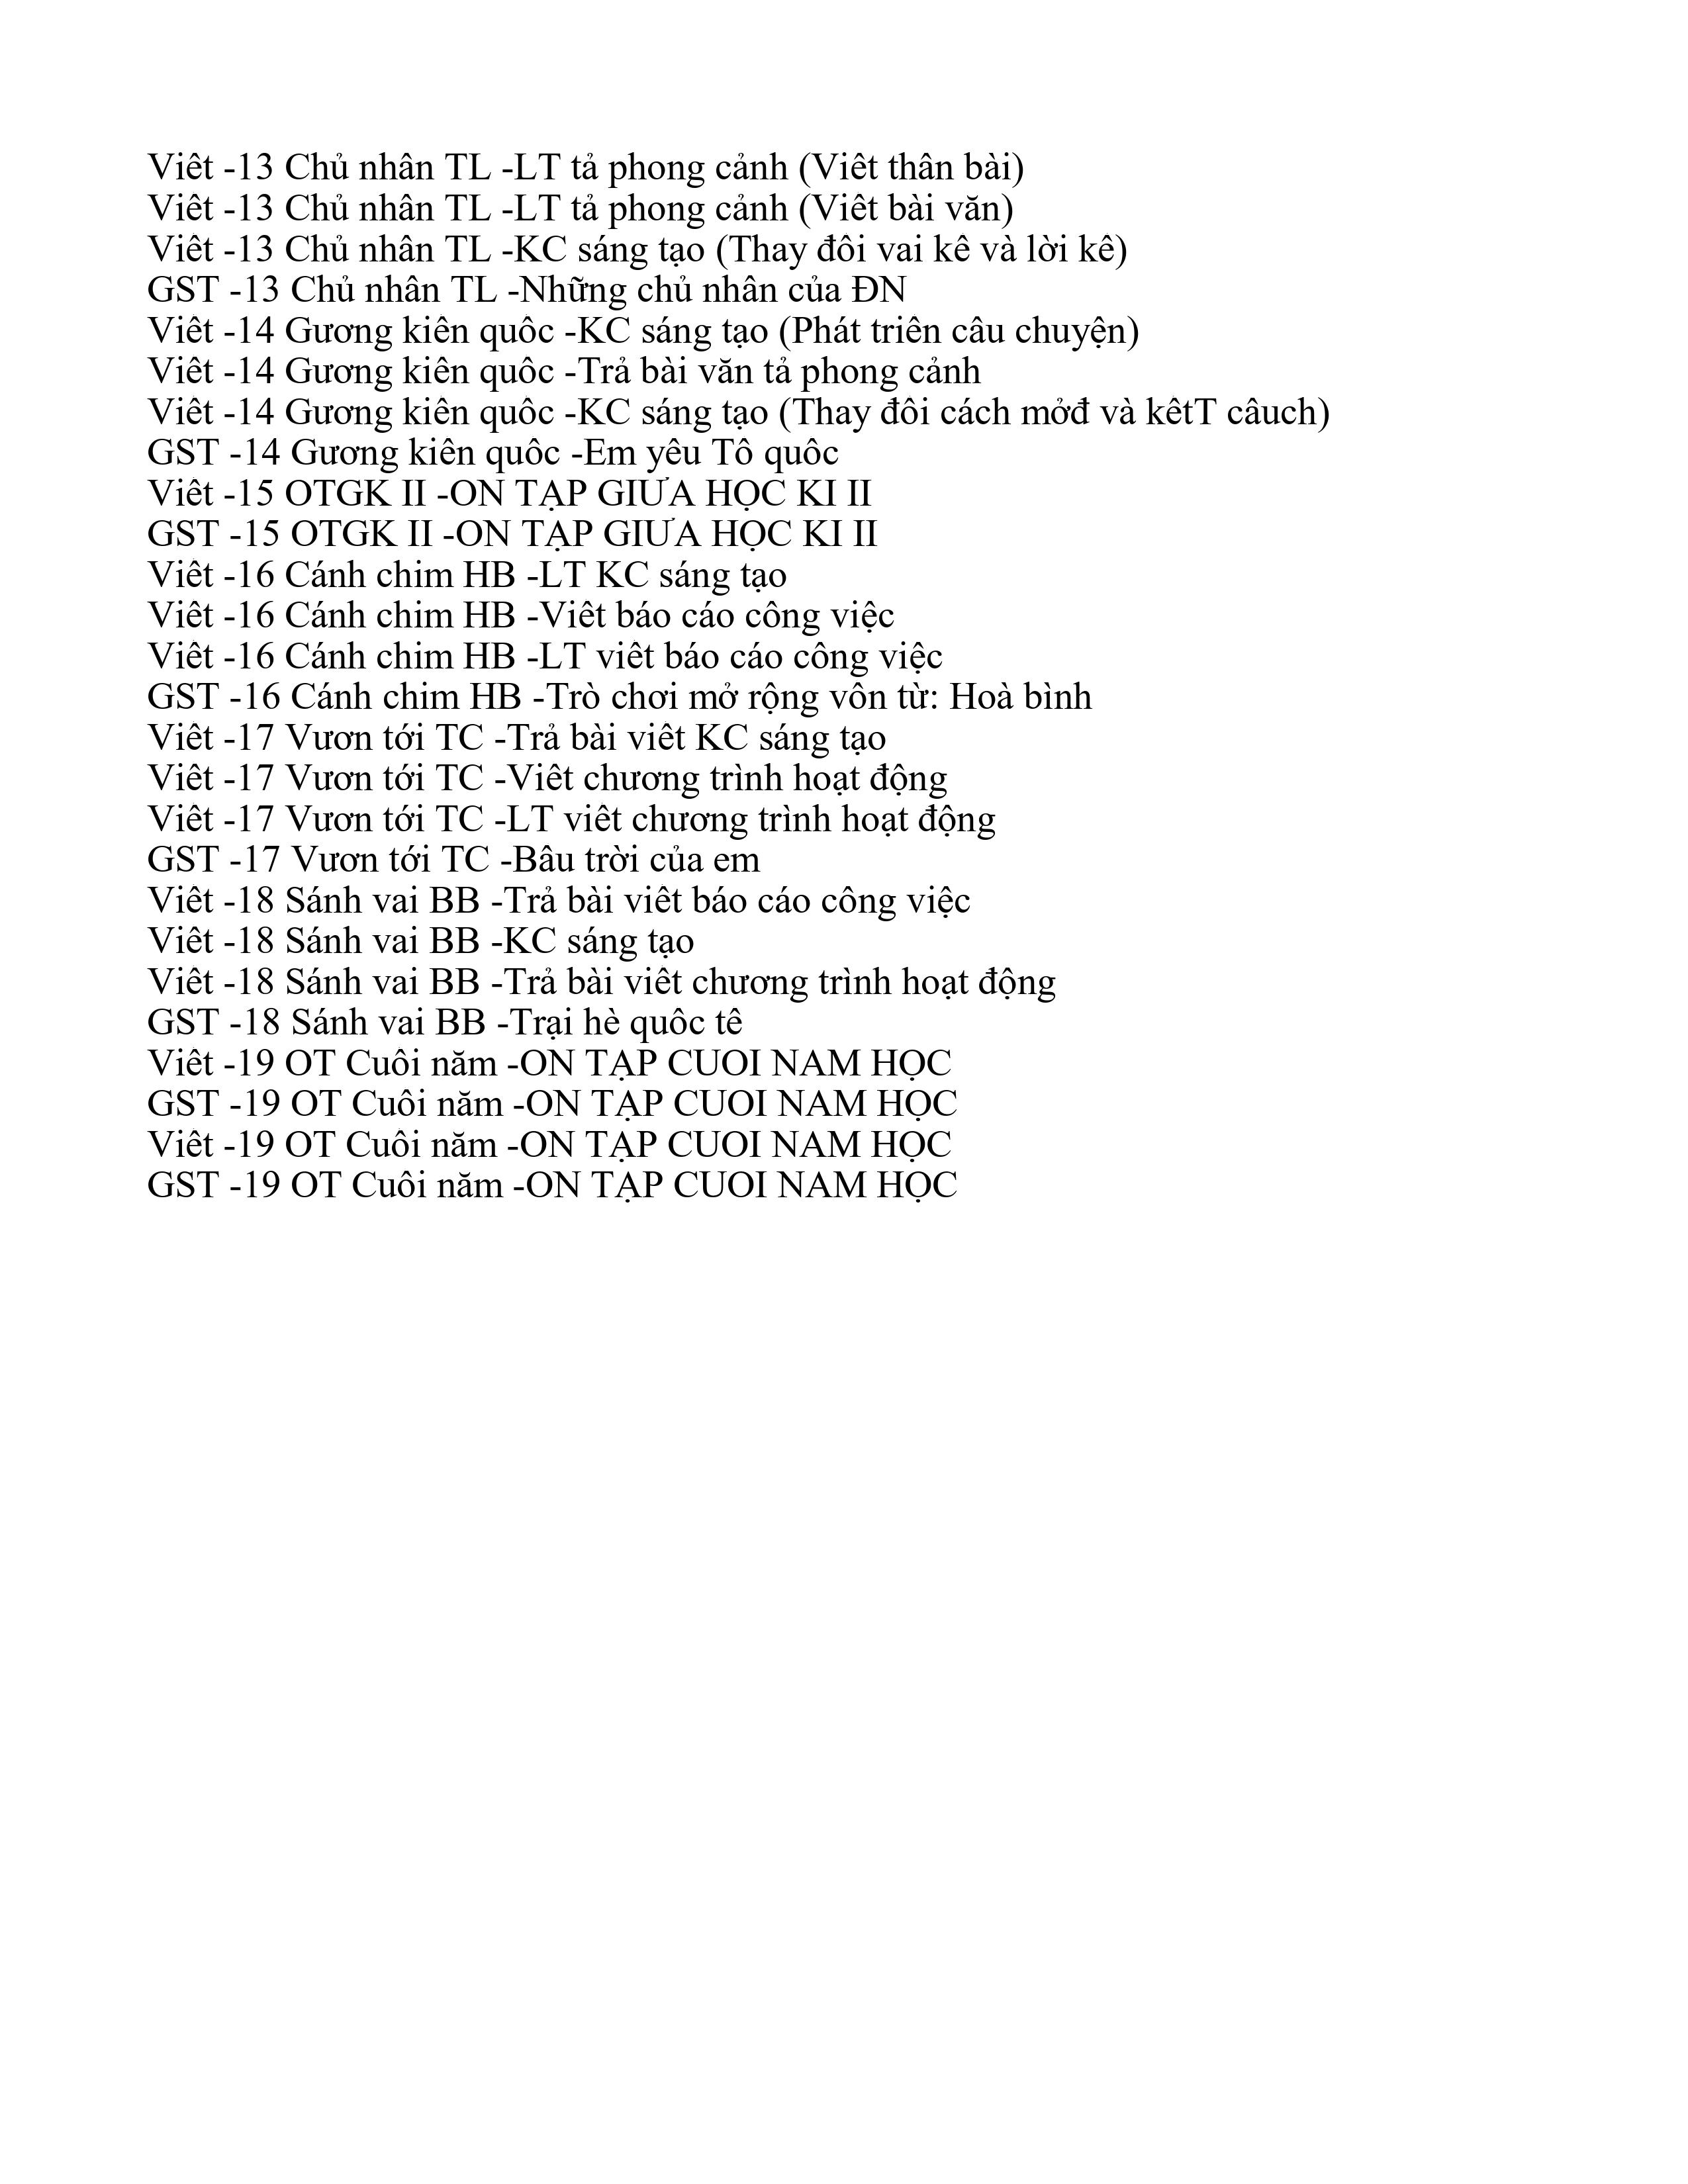 Viêt -13 Chủ nhân TL -LT tả phong cảnh (Viêt thân bài)
Viêt -13 Chủ nhân TL -LT tả phong cảnh (Viêt bài văn)
Viêt -13 Chủ nhân TL -KC sáng tạo (Thay đôi vai kê và lời kê)
GST -13 Chủ nhân TL -Những chủ nhân của ĐN
Viêt -14 Gương kiên quôc -KC sáng tạo (Phát triên câu chuyện)
Viêt -14 Gương kiên quôc -Trả bài văn tả phong cảnh
Viêt -14 Gương kiên quôc -KC sáng tạo (Thay đôi cách mởđ và kêtT câuch)
GST -14 Gương kiên quôc -Em yêu Tô quôc
Viêt -15 OTGK II -ON TẠP GIƯA HỌC KI II
GST -15 OTGK II -ON TẠP GIƯA HỌC KI II
Viêt -16 Cánh chim HB -LT KC sáng tạo
Viêt -16 Cánh chim HB -Viêt báo cáo công việc
Viêt -16 Cánh chim HB -LT viêt báo cáo công việc
GST -16 Cánh chim HB -Trò chơi mở rộng vôn từ: Hoà bình
Viêt -17 Vươn tới TC -Trả bài viêt KC sáng tạo
Viêt -17 Vươn tới TC -Viêt chương trình hoạt động
Viêt -17 Vươn tới TC -LT viêt chương trình hoạt động
GST -17 Vươn tới TC -Bâu trời của em
Viêt -18 Sánh vai BB -Trả bài viêt báo cáo công việc
Viêt -18 Sánh vai BB -KC sáng tạo
Viêt -18 Sánh vai BB -Trả bài viêt chương trình hoạt động
GST -18 Sánh vai BB -Trại hè quôc tê
Viêt -19 OT Cuôi năm -ON TẠP CUOI NAM HỌC
GST -19 OT Cuôi năm -ON TẠP CUOI NAM HỌC
Viêt -19 OT Cuôi năm -ON TẠP CUOI NAM HỌC
GST -19 OT Cuôi năm -ON TẠP CUOI NAM HỌC